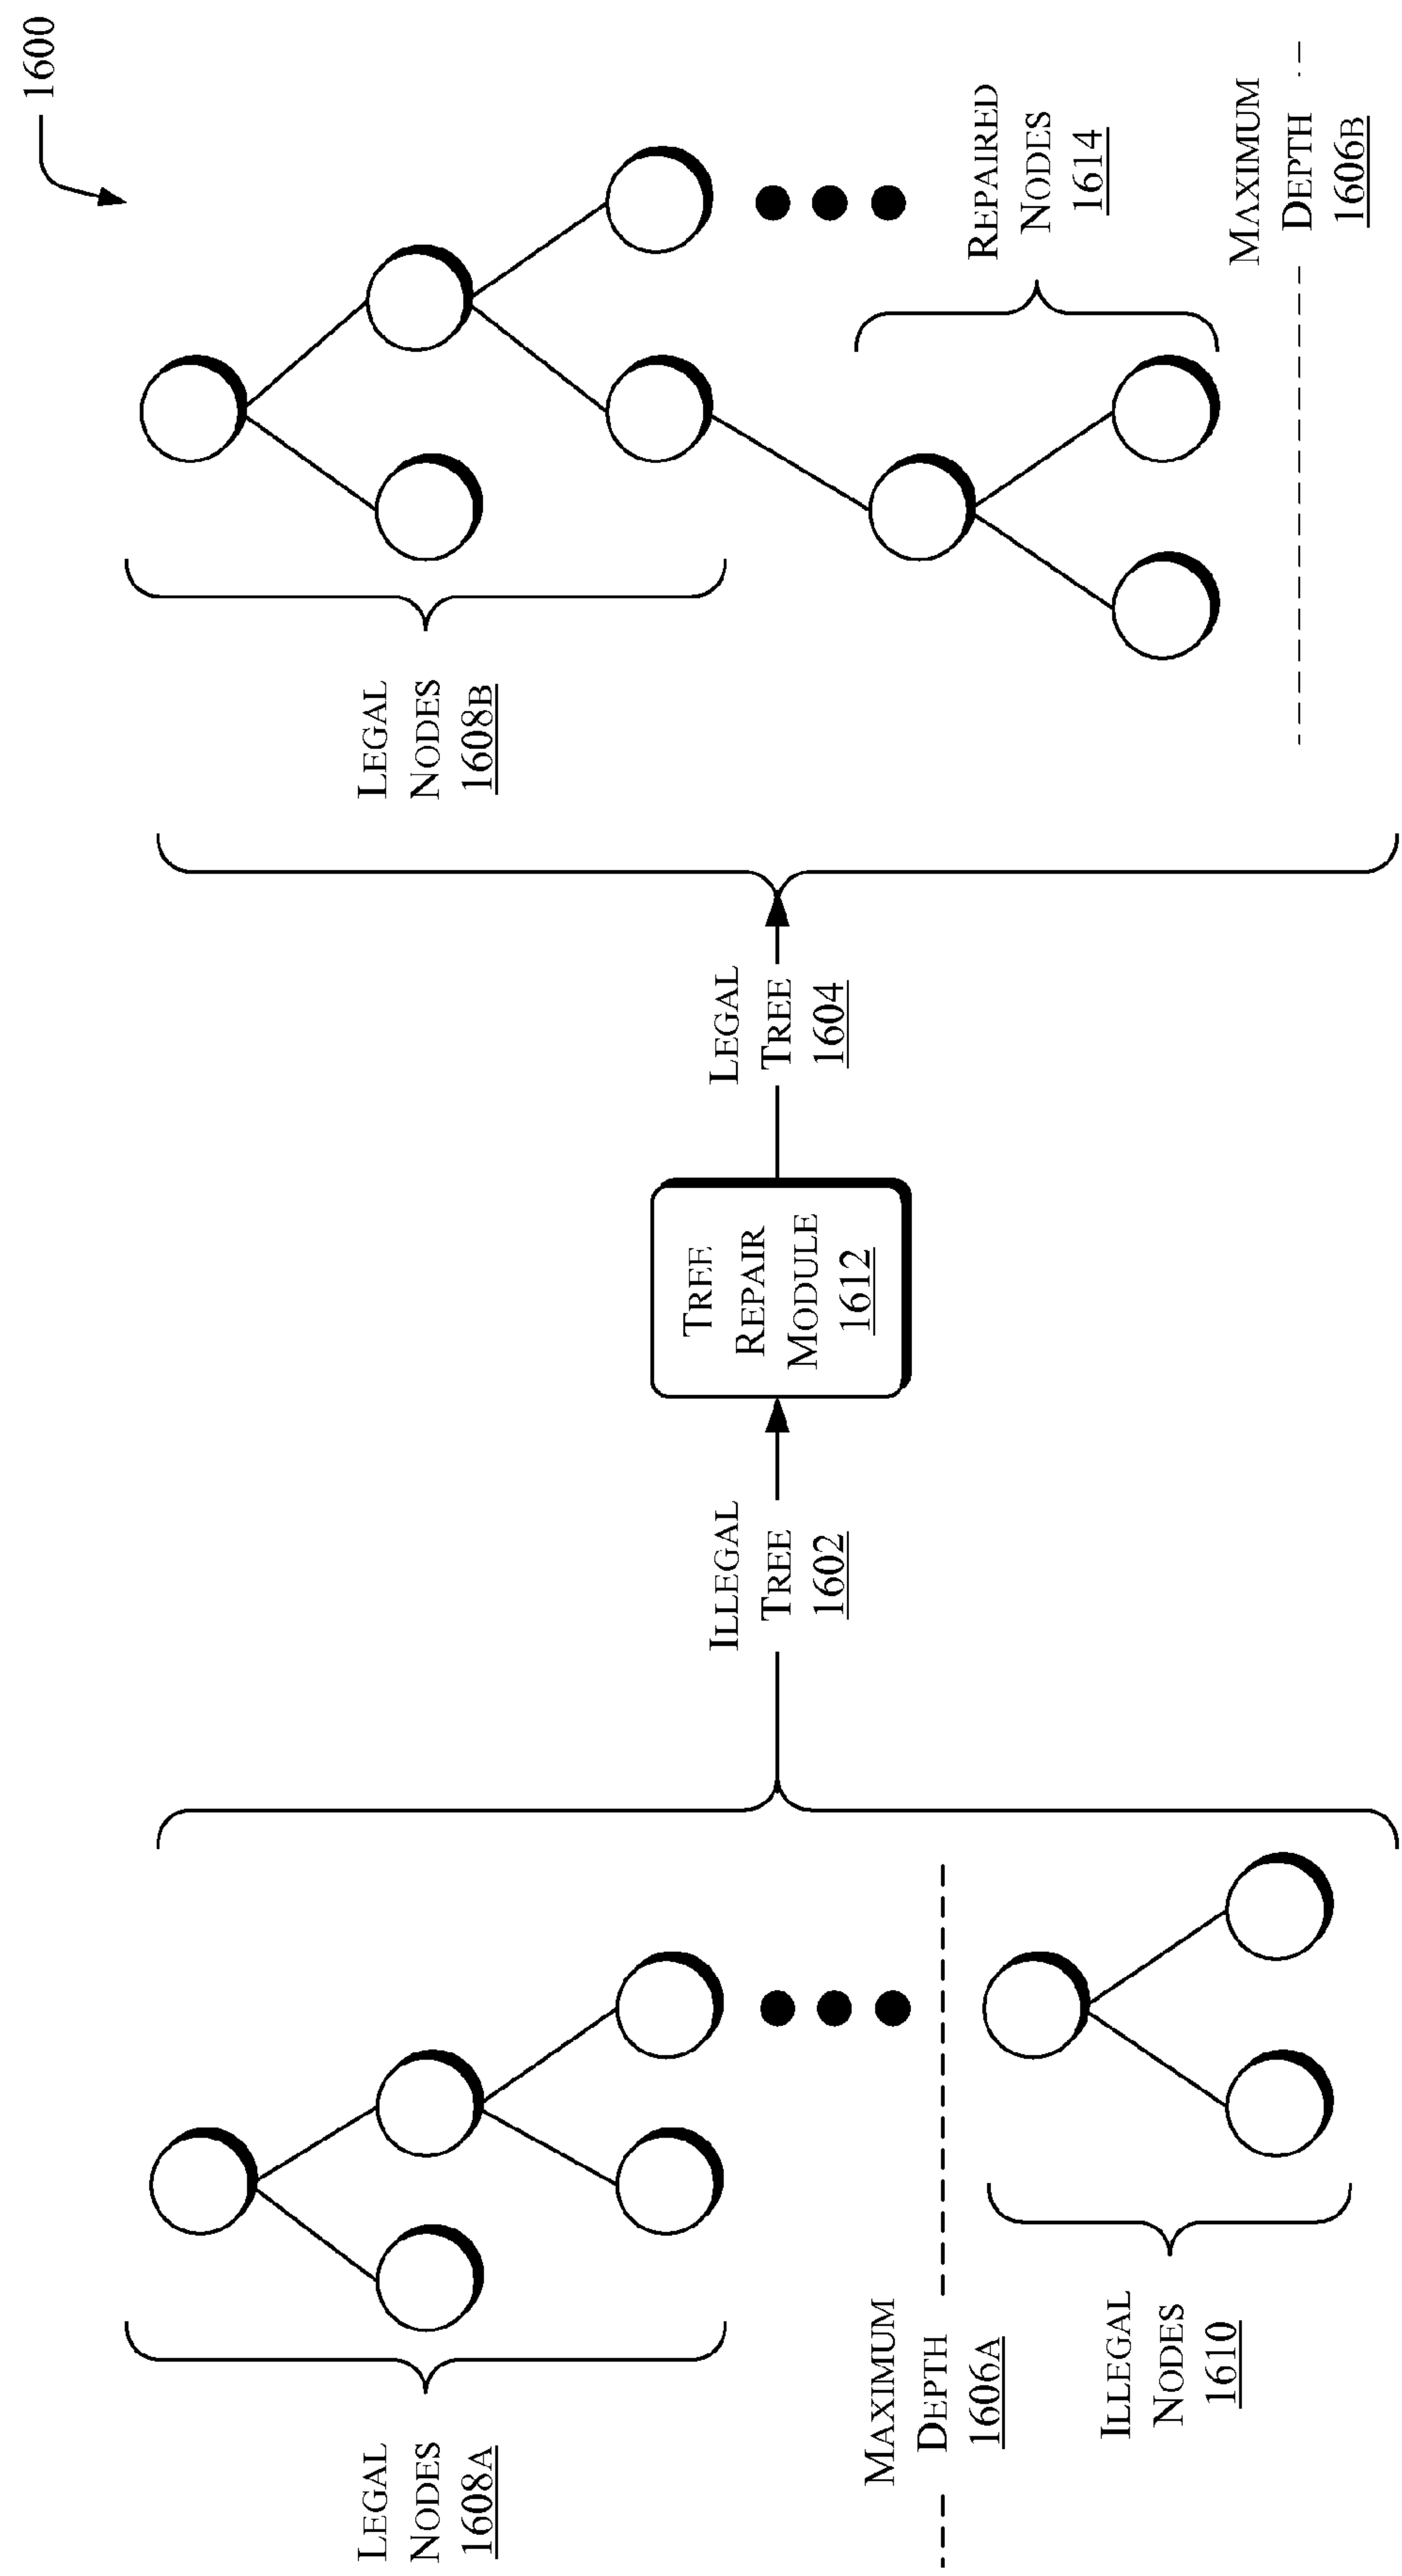 1600
LEGAL
NODES
1608A
MAXIMUM
DEPTH
1606A
ILLEGAL
NODES
1610
ILLEGAL
TREE
1602
TREE
REPAIR
MODULE
1612
LEGAL
TREE
1604
LEGAL
NODES
1608B
REPAIRED
NODES
1614
MAXIMUM
DEPTH
1606B